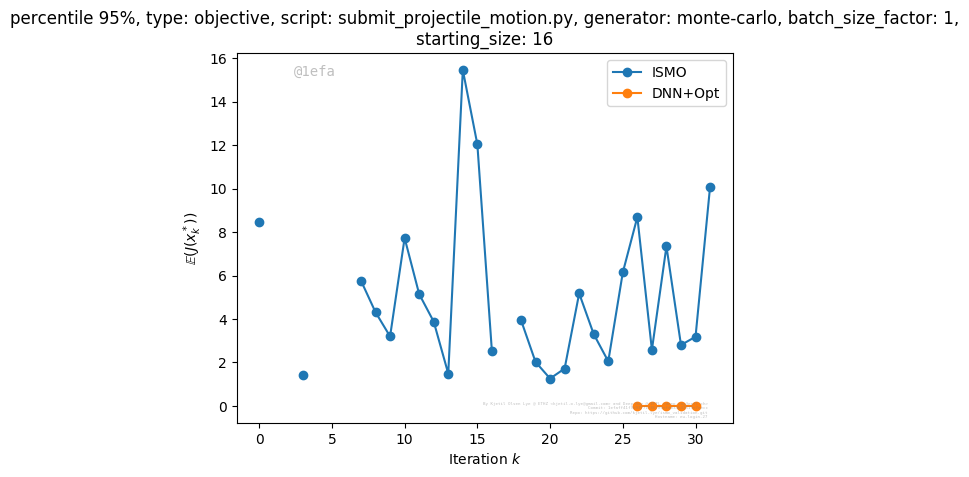 percentile 95%, type: objective, script: submit_projectile_motion.py, generator: monte-carlo, batch_size_factor: 1,
starting_size: 16
@1efa
ISMO
DNN+Opt
16
14
12
10
8
6
4
2
0
𝔼(J(x*k))
0
5
10
15
20
25
30
Iteration k